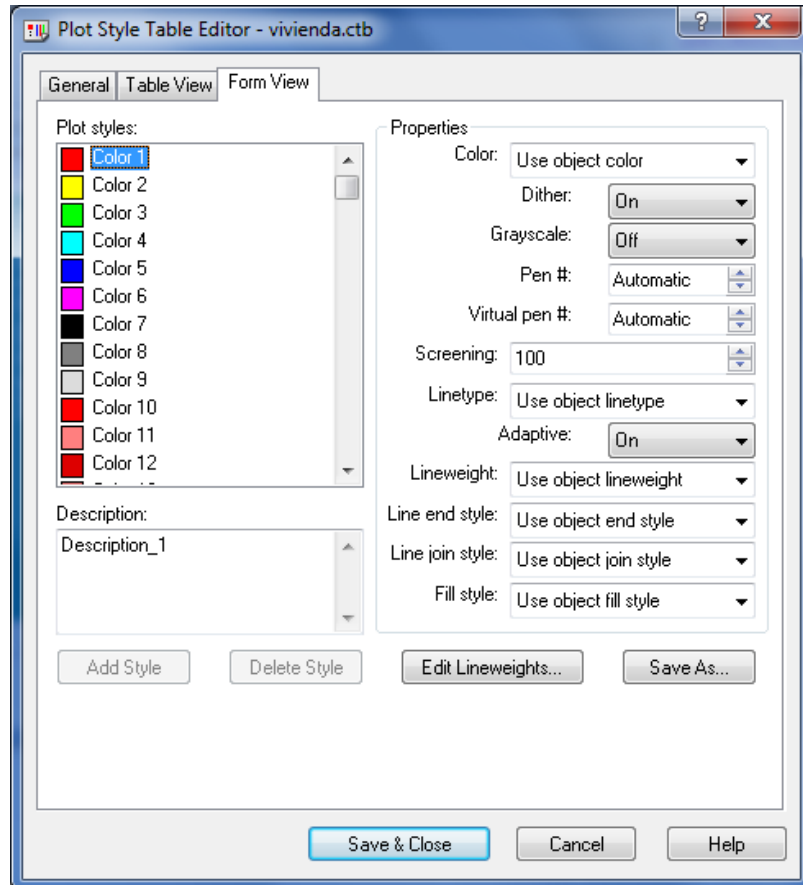 Plot Style Table Editor - vivienda.ctb
General
Table View
Form View
Plot styles:
Color 1
Color 2
Color 3
Color 4
Color 5
Color 6
Color 7
Color 8
Color 9
Color 10
Color 11
Color 12
Description:
Description_1
Add Style
Delete Style
Properties
Color: Use object color
Dither: On
Grayscale: Off
Pen #: Automatic
Virtual pen #: Automatic
Screening: 100
Linetype: Use object linetype
Adaptive: On
Lineweight: Use object lineweight
Line end style: Use object end style
Line join style: Use object join style
Fill style: Use object fill style
Edit Lineweights...
Save As...
Save & Close
Cancel
Help